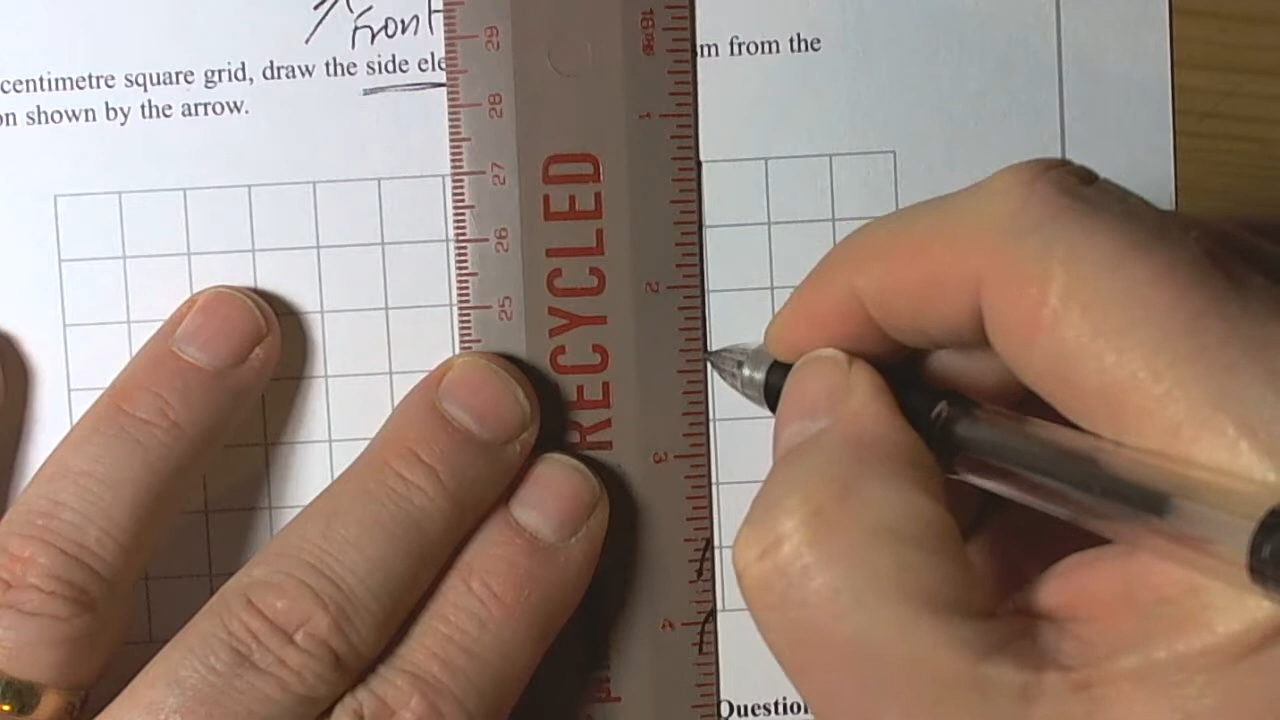 Front
centimetre square grid, draw the side ele
m from the
on shown by the arrow.
29
28
27
26
25
RECYCLED
1
2
3
4
Question